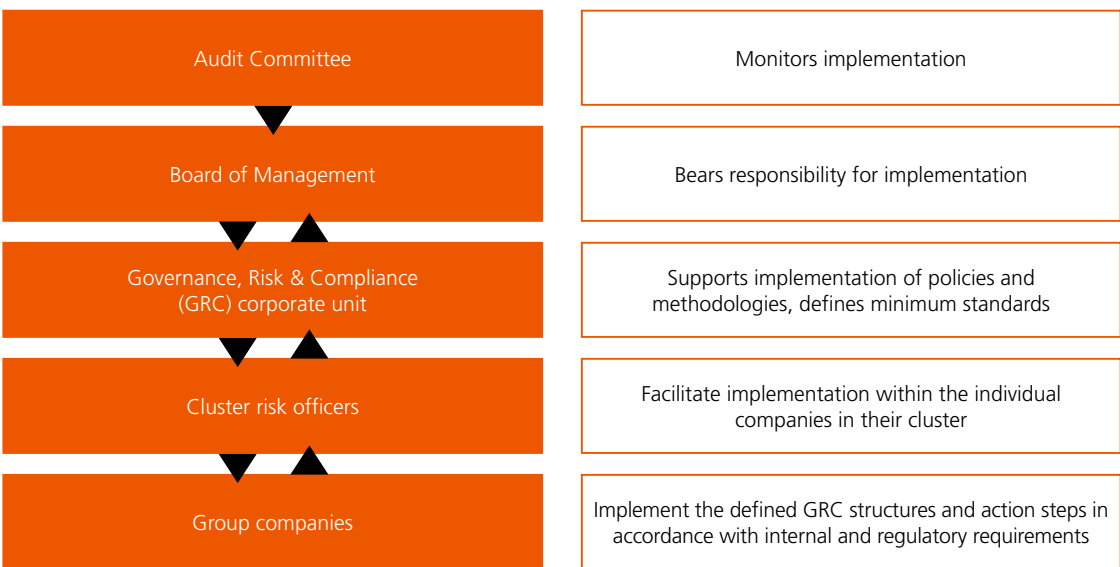 Audit Committee
Monitors implementation
Board of Management
Bears responsibility for implementation
Governance, Risk & Compliance
(GRC) corporate unit
Supports implementation of policies and
methodologies, defines minimum standards
Cluster risk officers
Facilitate implementation within the individual
companies in their cluster
Group companies
Implement the defined GRC structures and action steps in
accordance with internal and regulatory requirements